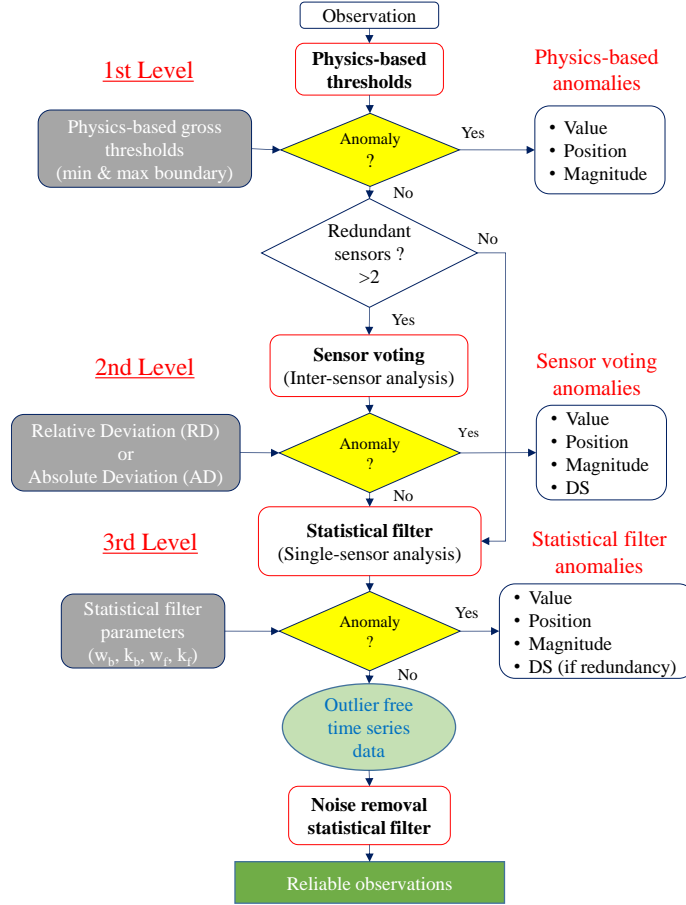 Observation
1st Level
Physics-based
thresholds
Physics-based
anomalies
Physics-based gross
thresholds
(min & max boundary)
Anomaly
?
Yes
• Value
• Position
• Magnitude
No
Redundant
sensors ?
>2
No
Yes
2nd Level
Sensor voting
(Inter-sensor analysis)
Sensor voting
anomalies
Relative Deviation (RD)
or
Absolute Deviation (AD)
Anomaly
?
Yes
• Value
• Position
• Magnitude
• DS
No
3rd Level
Statistical filter
(Single-sensor analysis)
Statistical filter
anomalies
Statistical filter
parameters
(w_b, k_b, w_f, k_f)
Anomaly
?
Yes
• Value
• Position
• Magnitude
• DS (if redundancy)
No
Outlier free
time series
data
Noise removal
statistical filter
Reliable observations